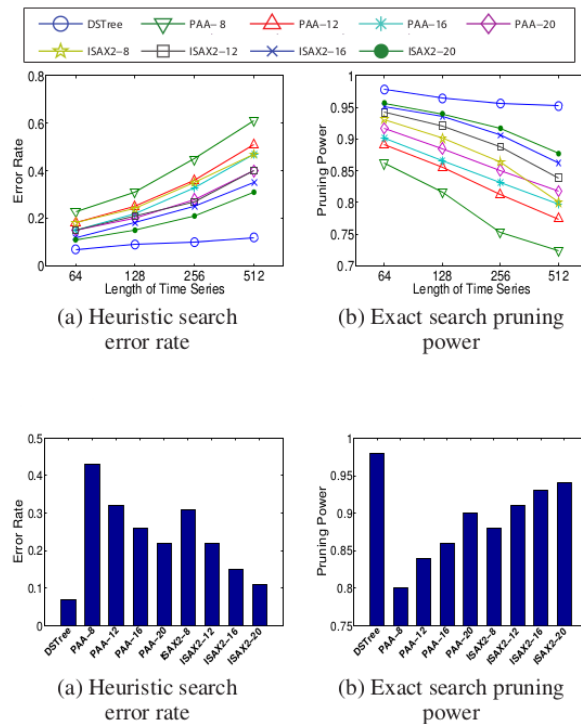 DSTree PAA-8 PAA-12 PAA-16 PAA-20
ISAX2-8 ISAX2-12 ISAX2-16 ISAX2-20
0.8
0.6
0.4
0.2
0
Error Rate
64 128 256 512
Length of Time Series
(a) Heuristic search
error rate
1
0.95
0.9
0.85
0.8
0.75
0.7
Pruning Power
64 128 256 512
Length of Time Series
(b) Exact search pruning
power
0.5
0.4
0.3
0.2
0.1
0
Error Rate
DSTree PAA-8 PAA-12 PAA-16 PAA-20 ISAX2-8 ISAX2-12 ISAX2-16 ISAX2-20
(a) Heuristic search
error rate
1
0.95
0.9
0.85
0.8
0.75
Pruning Power
DSTree PAA-8 PAA-12 PAA-16 PAA-20 ISAX2-8 ISAX2-12 ISAX2-16 ISAX2-20
(b) Exact search pruning
power